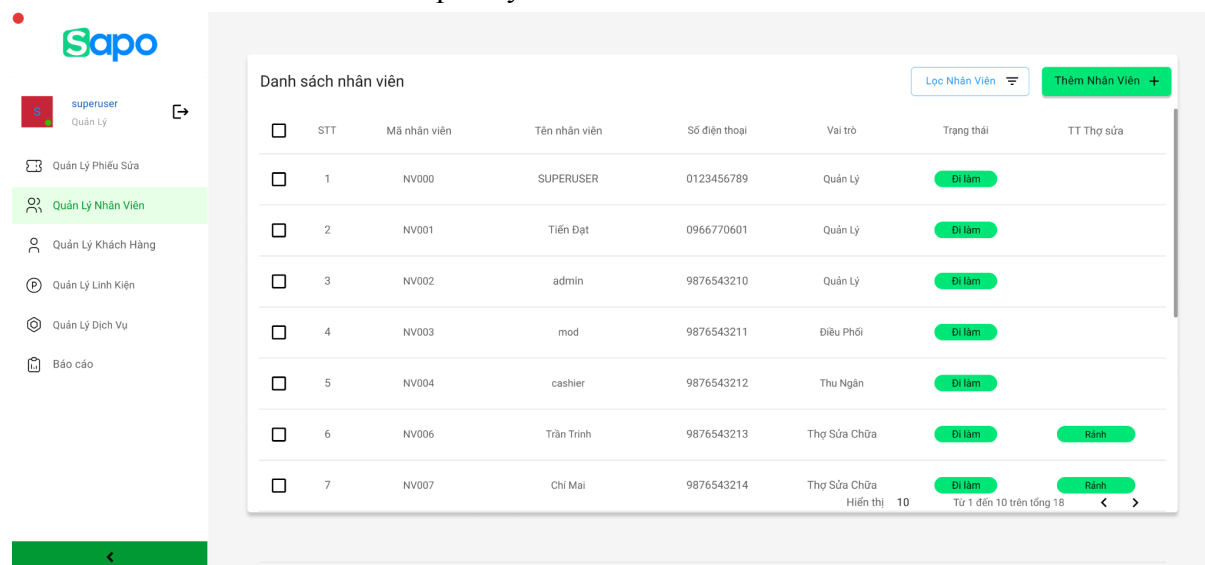 Sapo
S
superuser
Quản Lý
Quản Lý Phiếu Sửa
Quản Lý Nhân Viên
Quản Lý Khách Hàng
Quản Lý Linh Kiện
Quản Lý Dịch Vụ
Báo cáo
Danh sách nhân viên
Lọc Nhân Viên
Thêm Nhân Viên +
STT Mã nhân viên Tên nhân viên Số điện thoại Vai trò Trạng thái TT Thợ sửa
1 NV000 SUPERUSER 0123456789 Quản Lý Đi làm
2 NV001 Tiến Đạt 0966770601 Quản Lý Đi làm
3 NV002 admin 9876543210 Quản Lý Đi làm
4 NV003 mod 9876543211 Điều Phối Đi làm
5 NV004 cashier 9876543212 Thu Ngân Đi làm
6 NV006 Trần Trinh 9876543213 Thợ Sửa Chữa Đi làm Rảnh
7 NV007 Chí Mai 9876543214 Thợ Sửa Chữa Đi làm Rảnh
Hiển thị 10 Từ 1 đến 10 trên tổng 18